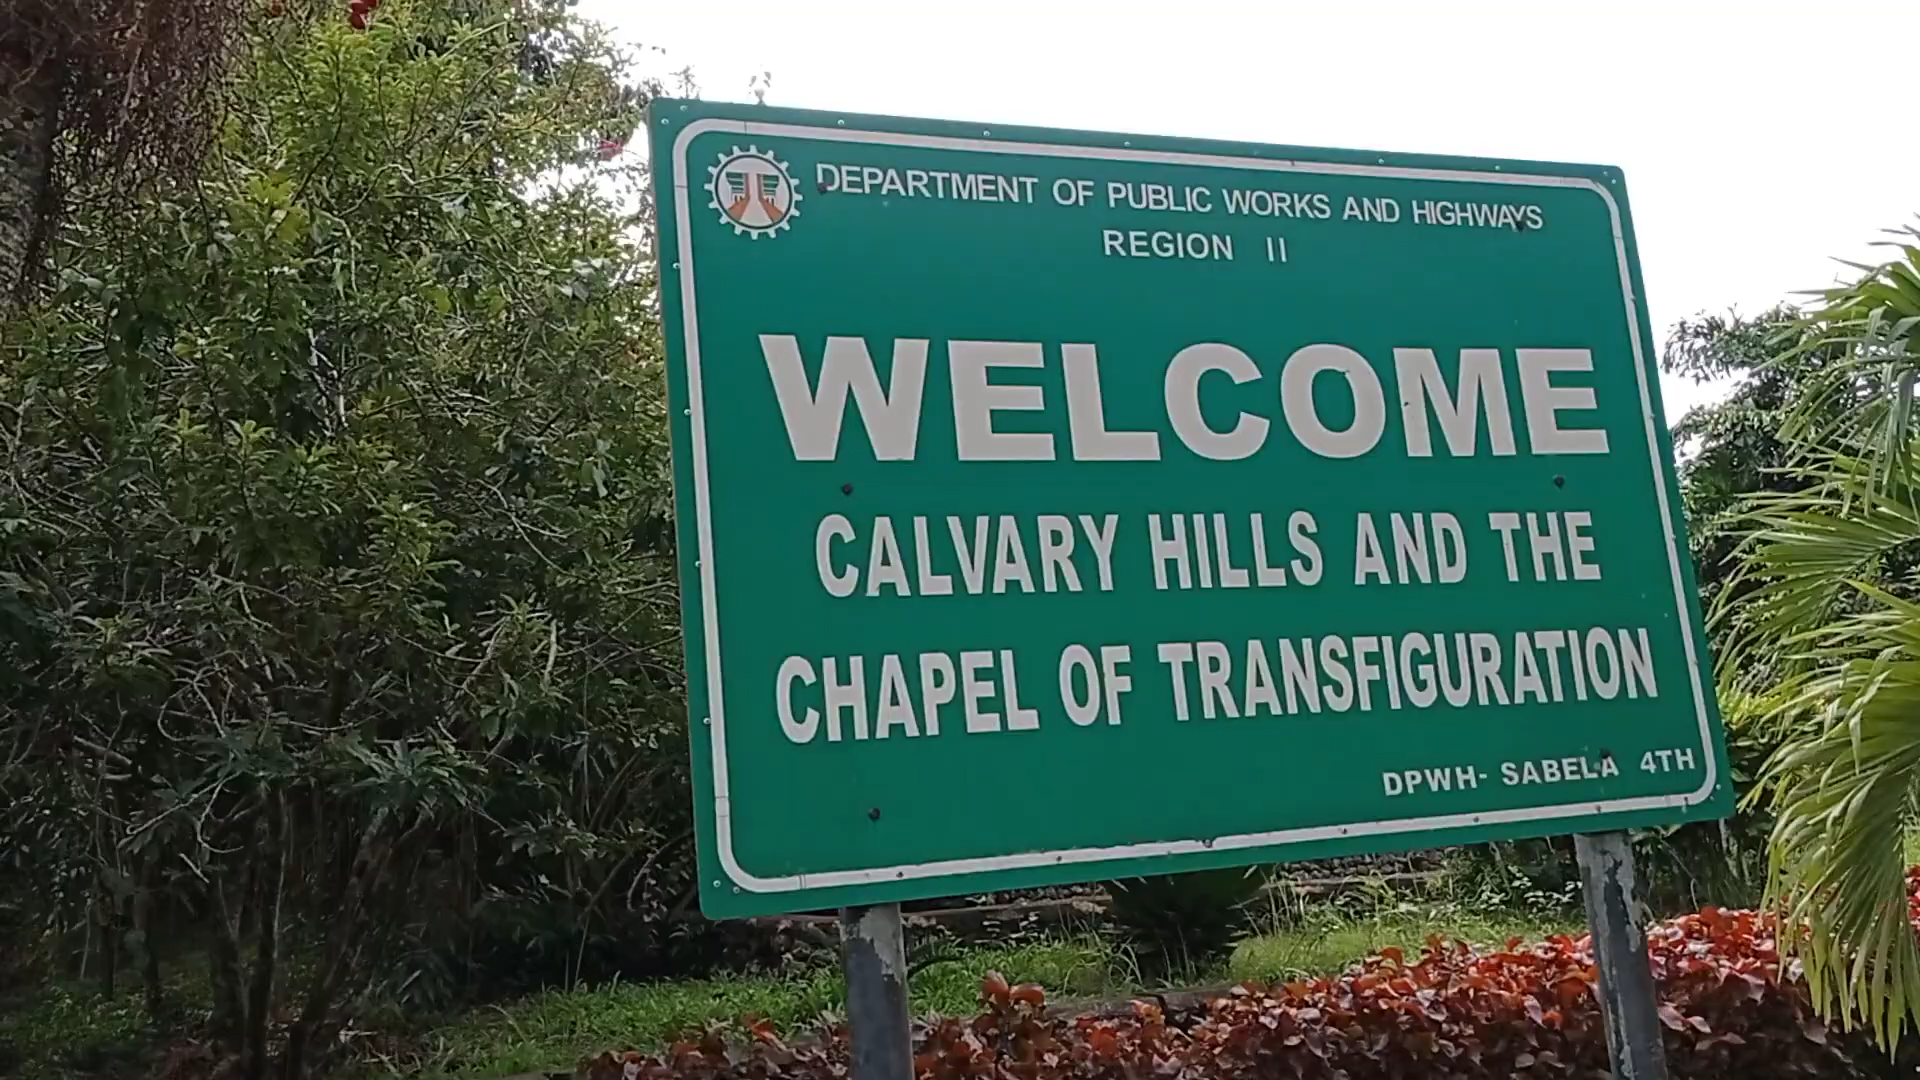 DEPARTMENT OF PUBLIC WORKS AND HIGHWAYS
REGION II
WELCOME
CALVARY HILLS AND THE
CHAPEL OF TRANSFIGURATION
DPWH- SABELA 4TH